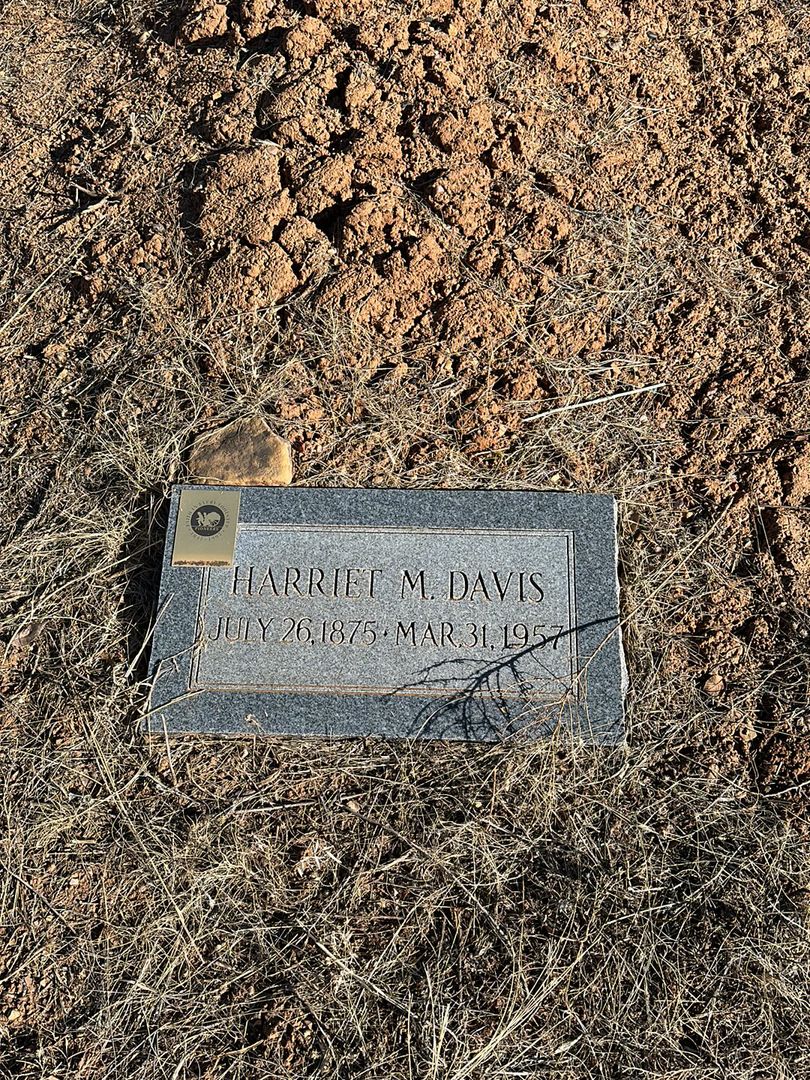 HARRIET M. DAVIS
JULY 26, 1875 · MAR. 31, 1957